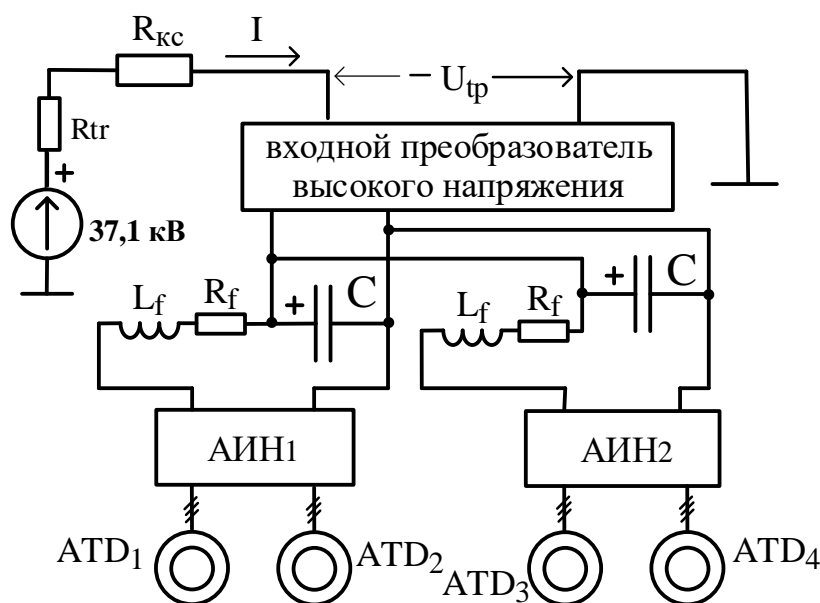 Rкс
I
– Utp
Rtr
+
37,1 кВ
входной преобразователь
высокого напряжения
Lf
Rf
+
C
Lf
Rf
+
C
АИН1
АИН2
ATD1
ATD2
ATD3
ATD4